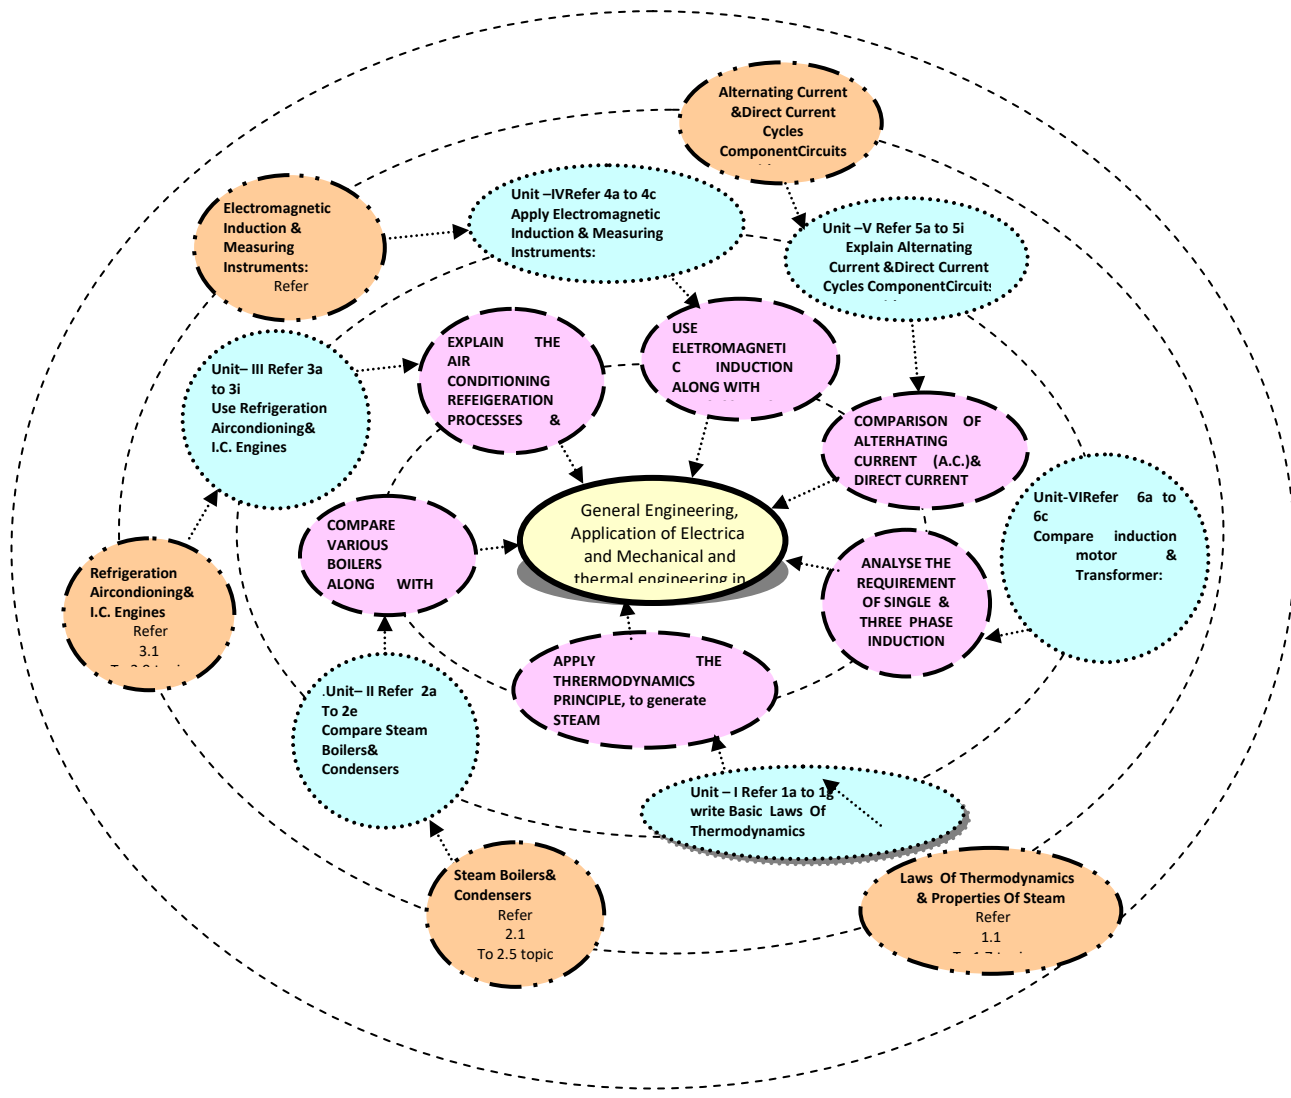 Alternating Current
&Direct Current
Cycles
ComponentCircuits
Electromagnetic
Induction &
Measuring
Instruments:
Refer
Unit –IVRefer 4a to 4c
Apply Electromagnetic
Induction & Measuring
Instruments:
Unit –V Refer 5a to 5i
Explain Alternating
Current &Direct Current
Cycles ComponentCircuits
Unit– III Refer 3a
to 3i
Use Refrigeration
Aircondioning&
I.C. Engines
EXPLAIN THE
AIR
CONDITIONING
REFEIGERATION
PROCESSES &
USE
ELETROMAGNETI
C INDUCTION
ALONG WITH
COMPARISON OF
ALTERHATING
CURRENT (A.C.)&
DIRECT CURRENT
Unit-VIRefer 6a to
6c
Compare induction
motor &
Transformer:
COMPARE
VARIOUS
BOILERS
ALONG WITH
General Engineering,
Application of Electrica
and Mechanical and
thermal engineering in
ANALYSE THE
REQUIREMENT
OF SINGLE &
THREE PHASE
INDUCTION
Refrigeration
Aircondioning&
I.C. Engines
Refer
3.1
APPLY THE
THRERMODYNAMICS
PRINCIPLE, to generate
STEAM
.Unit– II Refer 2a
To 2e
Compare Steam
Boilers&
Condensers
Unit – I Refer 1a to 1g
write Basic Laws Of
Thermodynamics
Steam Boilers&
Condensers
Refer
2.1
To 2.5 topic
Laws Of Thermodynamics
& Properties Of Steam
Refer
1.1